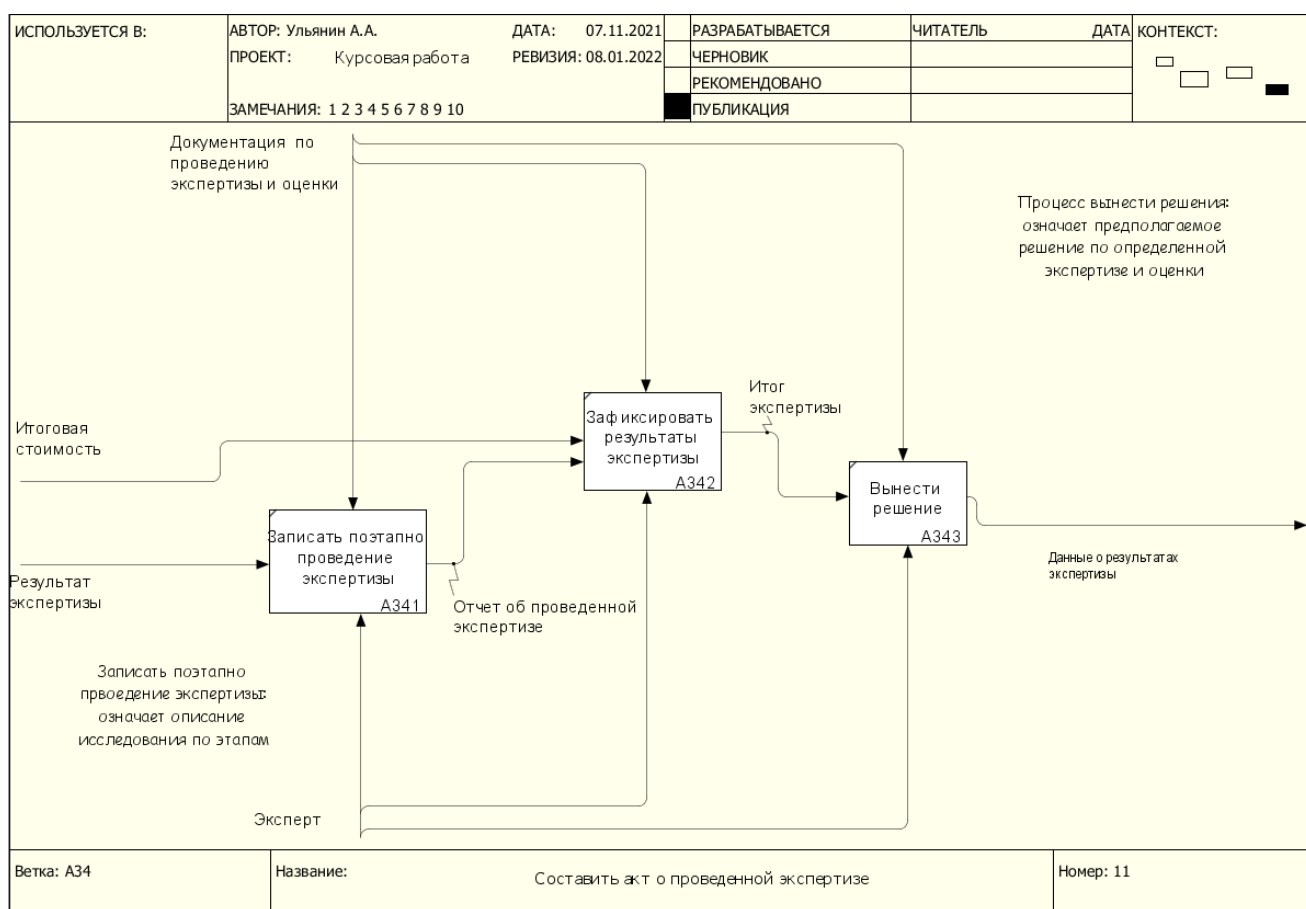 ИСПОЛЬЗУЕТСЯ В:
АВТОР: Ульянин А.А.
ДАТА: 07.11.2021
ПРОЕКТ: Курсовая работа
РЕВИЗИЯ: 08.01.2022
ЗАМЕЧАНИЯ: 1 2 3 4 5 6 7 8 9 10
РАЗРАБАТЫВАЕТСЯ
ЧЕРНОВИК
РЕКОМЕНДОВАНО
ПУБЛИКАЦИЯ
ЧИТАТЕЛЬ
ДАТА
КОНТЕКСТ:
Документация по
проведению
экспертизы и оценки
Процесс вынести решения:
означает предполагаемое
решение по определенной
экспертизе и оценки
Итог
экспертизы
Итоговая
стоимость
Зафиксировать
результаты
экспертизы
A342
Вынести
решение
A343
Записать поэтапно
проведение
экспертизы
A341
Результат
экспертизы
Отчет об проведенной
экспертизе
Данные о результатах
экспертизы
Записать поэтапно
првоедение экспертизы:
означает описание
исследования по этапам
Эксперт
Ветка: A34
Название:
Составить акт о проведенной экспертизе
Номер: 11